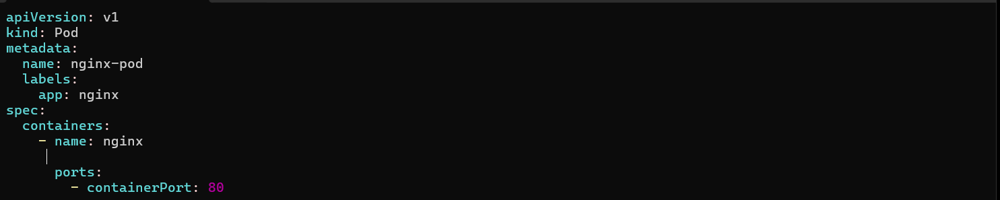 apiVersion: v1
kind: Pod
metadata:
  name: nginx-pod
  labels:
    app: nginx
spec:
  containers:
    - name: nginx

      ports:
        - containerPort: 80